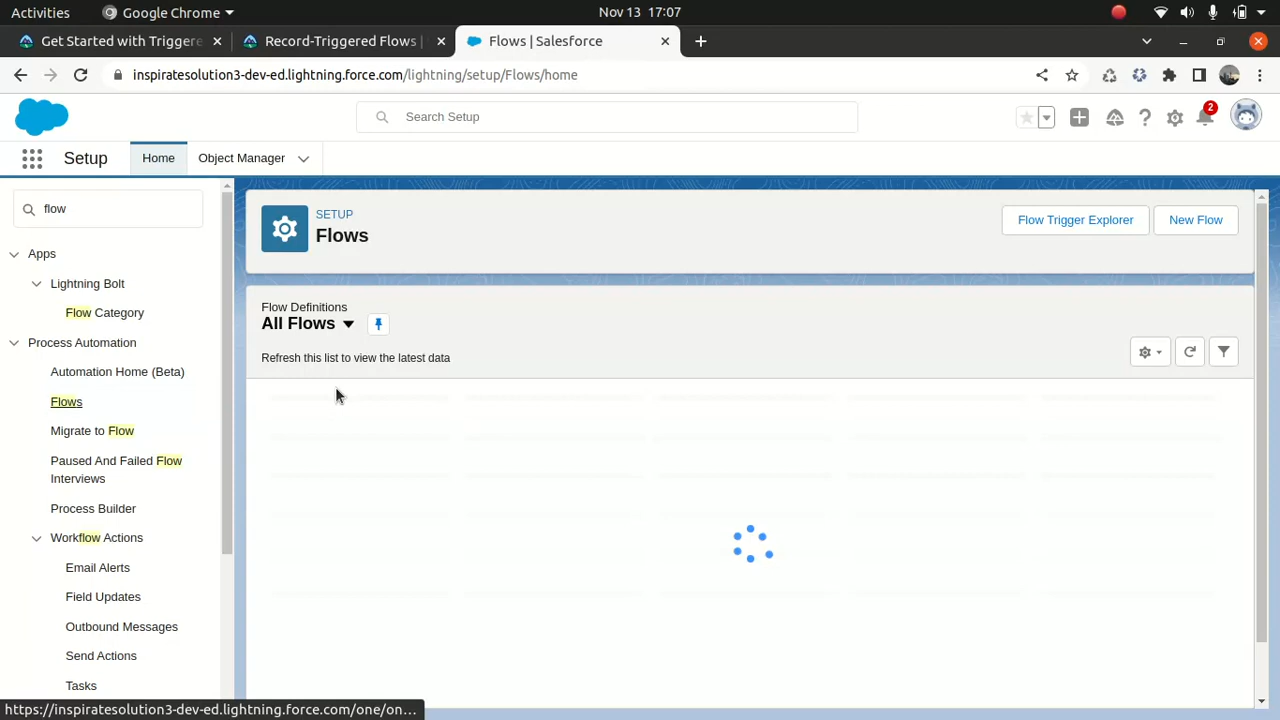 Activities
Google Chrome
Nov 13 17:07
Get Started with Triggere
Record-Triggered Flows |
Flows | Salesforce
inspiratesolution3-dev-ed.lightning.force.com/lightning/setup/Flows/home
Search Setup
2
Setup
Home
Object Manager
flow
Apps
Lightning Bolt
Flow Category
Process Automation
Automation Home (Beta)
Flows
Migrate to Flow
Paused And Failed Flow
Interviews
Process Builder
Workflow Actions
Email Alerts
Field Updates
Outbound Messages
Send Actions
Tasks
SETUP
Flows
Flow Trigger Explorer
New Flow
Flow Definitions
All Flows
Refresh this list to view the latest data
https://inspiratesolution3-dev-ed.lightning.force.com/one/on...